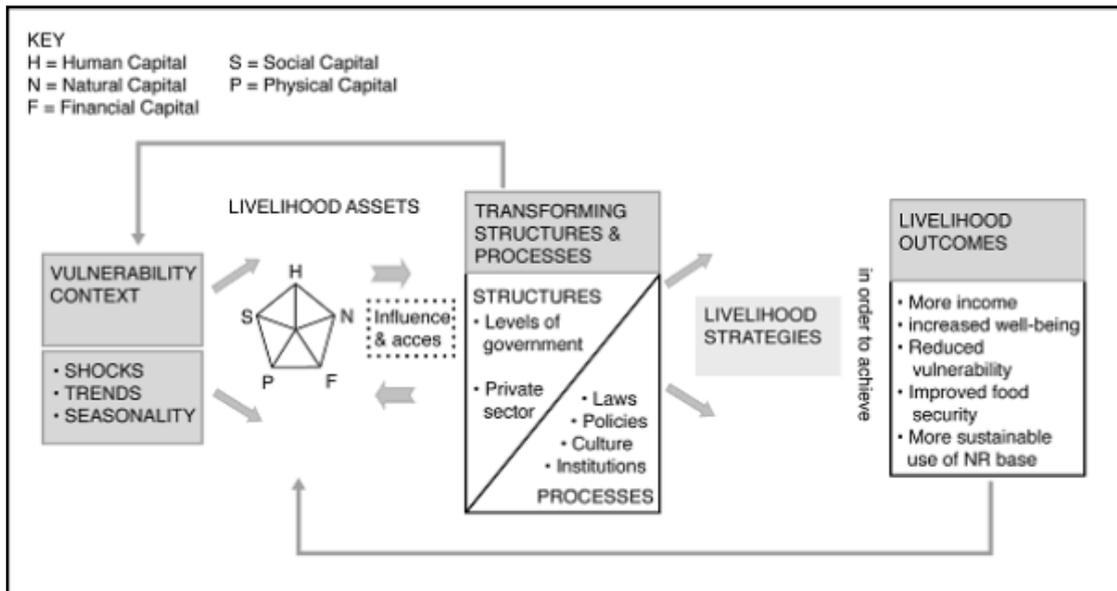 KEY
H = Human Capital
S = Social Capital
N = Natural Capital
P = Physical Capital
F = Financial Capital
LIVELIHOOD ASSETS
VULNERABILITY
CONTEXT
• SHOCKS
• TRENDS
• SEASONALITY
H
S
N
P
F
Influence
& acces
TRANSFORMING
STRUCTURES &
PROCESSES
STRUCTURES
• Levels of
government
• Private
sector
• Laws
• Policies
• Culture
• Institutions
PROCESSES
LIVELIHOOD
STRATEGIES
in order to achieve
LIVELIHOOD
OUTCOMES
• More income
• increased well-being
• Reduced
vulnerability
• Improved food
security
• More sustainable
use of NR base